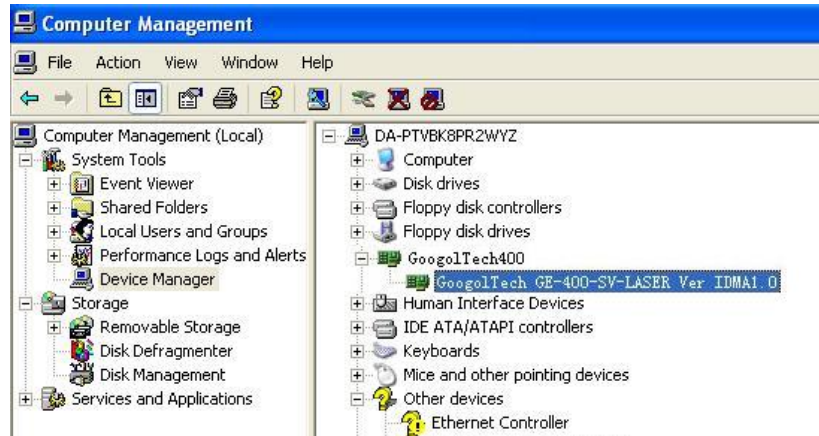 Computer Management
File Action View Window Help
Computer Management (Local)
System Tools
Event Viewer
Shared Folders
Local Users and Groups
Performance Logs and Alerts
Device Manager
Storage
Removable Storage
Disk Defragmenter
Disk Management
Services and Applications
DA-PTVBK8PR2WYZ
Computer
Disk drives
Floppy disk controllers
Floppy disk drives
GoogolTech400
GoogolTech GE-400-SV-LASER Ver IDMA1.0
Human Interface Devices
IDE ATA/ATAPI controllers
Keyboards
Mice and other pointing devices
Other devices
Ethernet Controller